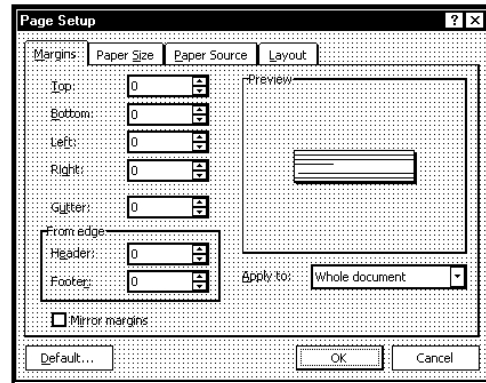 Page Setup
Margins Paper Size Paper Source Layout
Top: 0
Bottom: 0
Left: 0
Right: 0
Gutter: 0
From edge
Header: 0
Footer: 0
Mirror margins
Preview
Apply to: Whole document
Default... OK Cancel